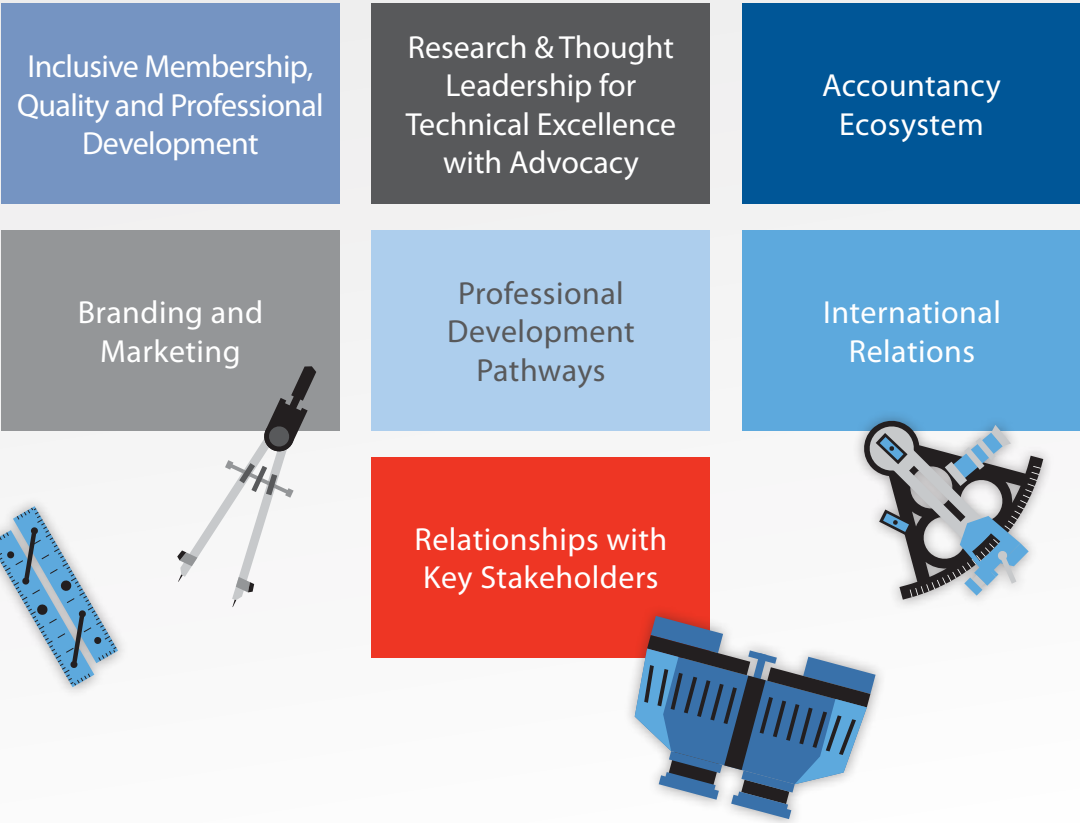 Inclusive Membership,
Quality and Professional
Development
Research & Thought
Leadership for
Technical Excellence
with Advocacy
Accountancy
Ecosystem
Branding and
Marketing
Professional
Development
Pathways
International
Relations
Relationships with
Key Stakeholders